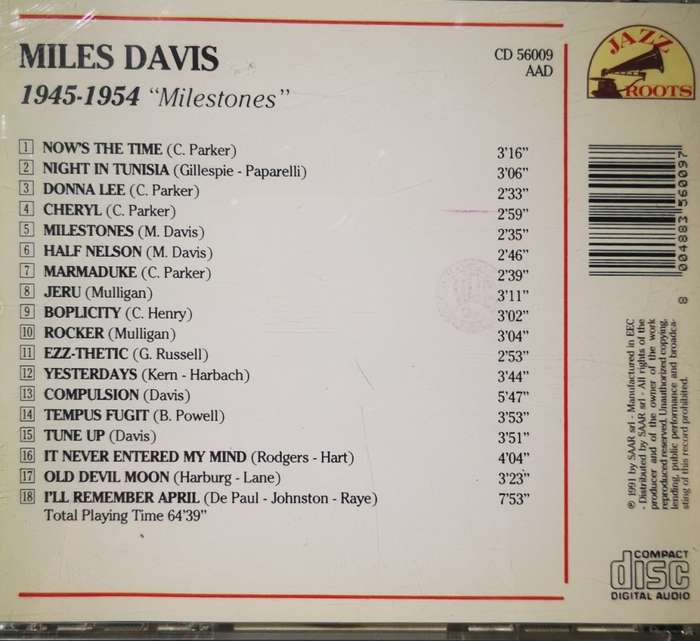 MILES DAVIS
1945-1954 “Milestones”
CD 56009
AAD
JAZZ
ROOTS
1 NOW'S THE TIME (C. Parker) 3'16”
2 NIGHT IN TUNISIA (Gillespie - Paparelli) 3'06”
3 DONNA LEE (C. Parker) 2'33”
4 CHERYL (C. Parker) 2'59”
5 MILESTONES (M. Davis) 2'35”
6 HALF NELSON (M. Davis) 2'46”
7 MARMADUKE (C. Parker) 2'39”
8 JERU (Mulligan) 3'11”
9 BOPLICITY (C. Henry) 3'02”
10 ROCKER (Mulligan) 3'04”
11 EZZ-THETIC (G. Russell) 2'53”
12 YESTERDAYS (Kern - Harbach) 3'44”
13 COMPULSION (Davis) 5'47”
14 TEMPUS FUGIT (B. Powell) 3'53”
15 TUNE UP (Davis) 3'51”
16 IT NEVER ENTERED MY MIND (Rodgers - Hart) 4'04”
17 OLD DEVIL MOON (Harburg - Lane) 3'23”
18 I'LL REMEMBER APRIL (De Paul - Johnston - Raye) 7'53”
Total Playing Time 64'39”
8 004883 560097
℗ 1991 by SAAR srl - Manufactured in EEC
- Distributed by SAAR srl - All rights of the
producer and of the owner of the work
reproduced reserved. Unauthorized copying,
lending, public performance and broadca-
sting of this record prohibited.
COMPACT
disc
DIGITAL AUDIO